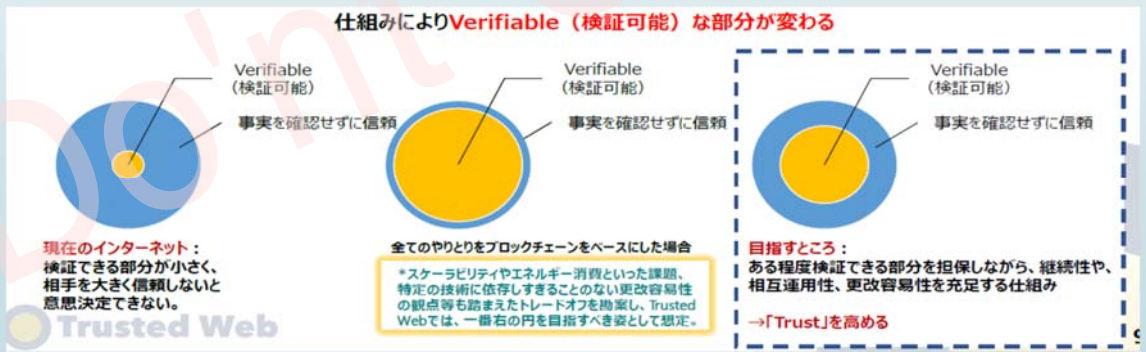 仕組みによりVerifiable（検証可能）な部分が変わる
Verifiable
（検証可能）
事実を確認せずに信頼
現在のインターネット：
検証できる部分が小さく、
相手を大きく信頼しないと
意思決定できない。
Verifiable
（検証可能）
事実を確認せずに信頼
全てのやりとりをブロックチェーンをベースにした場合
*スケーラビリティやエネルギー消費といった課題、
特定の技術に依存しすぎることのない更改容易性
の観点等も踏まえたトレードオフを勘案し、Trusted
Webでは、一番右の円を目指すべき姿として想定。
Verifiable
（検証可能）
事実を確認せずに信頼
目指すところ：
ある程度検証できる部分を担保しながら、継続性や、
相互運用性、更改容易性を充足する仕組み
→「Trust」を高める
Trusted Web
Do'nt